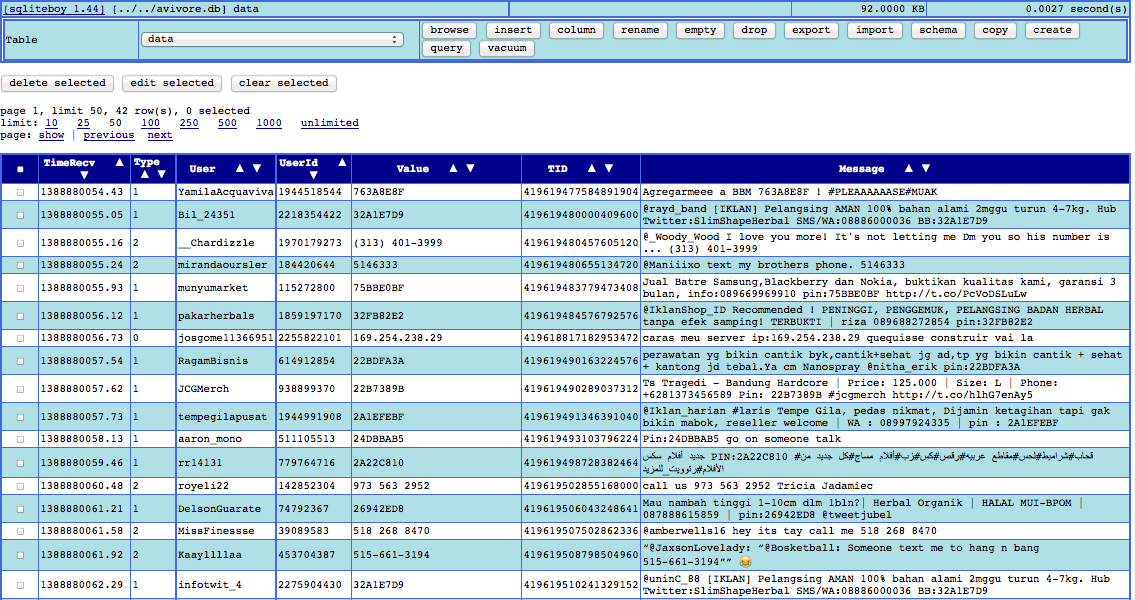 [sqliteboy 1.44] [../../avivore.db] data 92.0000 KB 0.0027 second(s)
Table data browse insert column rename empty drop export import schema copy create
query vacuum
delete selected edit selected clear selected
page 1, limit 50, 42 row(s), 0 selected
limit: 10 25 50 100 250 500 1000 unlimited
page: show | previous next
TimeRecv ▲ ▼ Type ▲ ▼ User ▲ ▼ UserId ▲ ▼ Value ▲ ▼ TID ▲ ▼ Message ▲ ▼
1388880054.43 1 YamilaAcquaviva 1944518544 763A8E8F 419619477584891904 Agregarmeee a BBM 763A8E8F ! #PLEAAAAAASE#MUAK
1388880055.05 1 Bil_24351 2218354422 32A1E7D9 419619480000409600 @rayd_band [IKLAN] Pelangsing AMAN 100% bahan alami 2mggu turun 4-7kg. Hub
Twitter:SlimShapeHerbal SMS/WA:08886000036 BB:32A1E7D9
1388880055.16 2 __Chardizzle 1970179273 (313) 401-3999 419619480457605120 @_Woody_Wood I love you more! It's not letting me Dm you so his number is
... (313) 401-3999
1388880055.24 2 mirandaoursler 184420644 5146333 419619480655134720 @Maniiixo text my brothers phone. 5146333
1388880055.93 1 munyumarket 115272800 75BBE0BF 419619483779473408 Jual Batre Samsung,Blackberry dan Nokia, buktikan kualitas kami, garansi 3
bulan, info:089669969910 pin:75BBE0BF http://t.co/PcVoDSLuLw
1388880056.12 1 pakarherbals 1859197170 32FB82E2 419619484576792576 @IklanShop_ID Recommended ! PENINGGI, PENGGEMUK, PELANGSING BADAN HERBAL
tanpa efek samping! TERBUKTI | riza 089688272854 pin:32FB82E2
1388880056.73 0 josgome11366951 2255822101 169.254.238.29 419618817182953472 caras meu server ip:169.254.238.29 quequisse construir vai la
1388880057.54 1 RagamBisnis 614912854 22BDFA3A 419619490163224576 perawatan yg bikin cantik byk,cantik+sehat jg ad,tp yg bikin cantik + sehat
+ kantong jd tebal.Ya cm Nanospray @nitha_erik pin:22BDFA3A
1388880057.62 1 JCGMerch 938899370 22B7389B 419619490289037312 Ts Tragedi - Bandung Hardcore | Price: 125.000 | Size: L | Phone:
+6281373456589 Pin: 22B7389B #jcgmerch http://t.co/hlhG7enAy5
1388880057.73 1 tempegilapusat 1944991908 2A1EFEBF 419619491346391040 @Iklan_harian #laris Tempe Gila, pedas nikmat, Dijamin ketagihan tapi gak
bikin mabok, reseller welcome | WA : 08997924335 | pin : 2A1EFEBF
1388880058.13 1 aaron_mono 511105513 24DBBAB5 419619493103796224 Pin:24DBBAB5 go on someone talk
1388880059.46 1 rr14131 779764716 2A22C810 419619498728382464 قحاب#شراميط#لحس#مقاطع عربيه#رقص#كس#زب#أفلام مساج#كل جديد من# PIN:2A22C810 جديد أفلام سكس
الأفلام#رتوويت_للمزيد
1388880060.48 2 royeli22 142852304 973 563 2952 419619502855168000 call us 973 563 2952 Tricia Jadamiec
1388880061.21 1 DelsonGuarate 74792367 26942ED8 419619506043248641 Mau nambah tinggi 1-10cm dlm 1bln?| Herbal Organik | HALAL MUI-BPOM |
087888615859 | pin:26942ED8 @tweetjubel
1388880061.58 2 MissFinessse 39089583 518 268 8470 419619507502862336 @amberwells16 hey its tay call me 518 268 8470
1388880061.92 2 Kaayllllaa 453704387 515-661-3194 419619508798504960 “@JaxsonLovelady: “@Bosketball: Someone text me to hang n bang
515-661-3194”” 😂
1388880062.29 1 infotwit_4 2275904430 32A1E7D9 419619510241329152 @uninC_88 [IKLAN] Pelangsing AMAN 100% bahan alami 2mggu turun 4-7kg. Hub
Twitter:SlimShapeHerbal SMS/WA:08886000036 BB:32A1E7D9